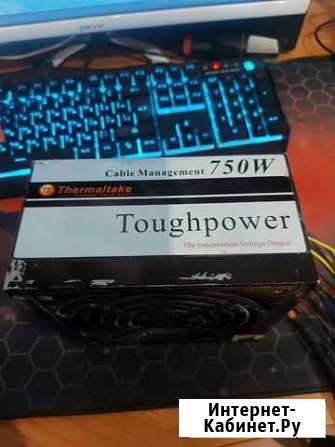 Cable Management 750W
Thermaltake
Toughpower
The Independent Voltage Output
Интернет-
Кабинет.Ру